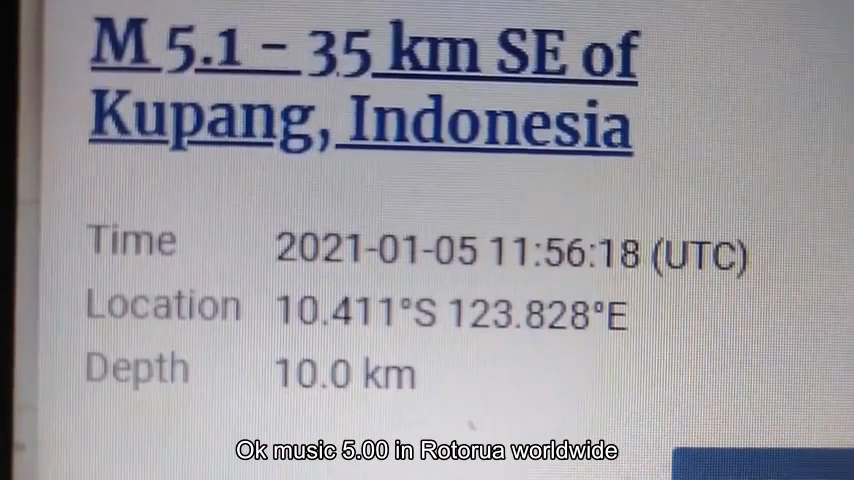 M 5.1 - 35 km SE of
Kupang, Indonesia
Time 2021-01-05 11:56:18 (UTC)
Location 10.411°S 123.828°E
Depth 10.0 km
Ok music 5.00 in Rotorua worldwide